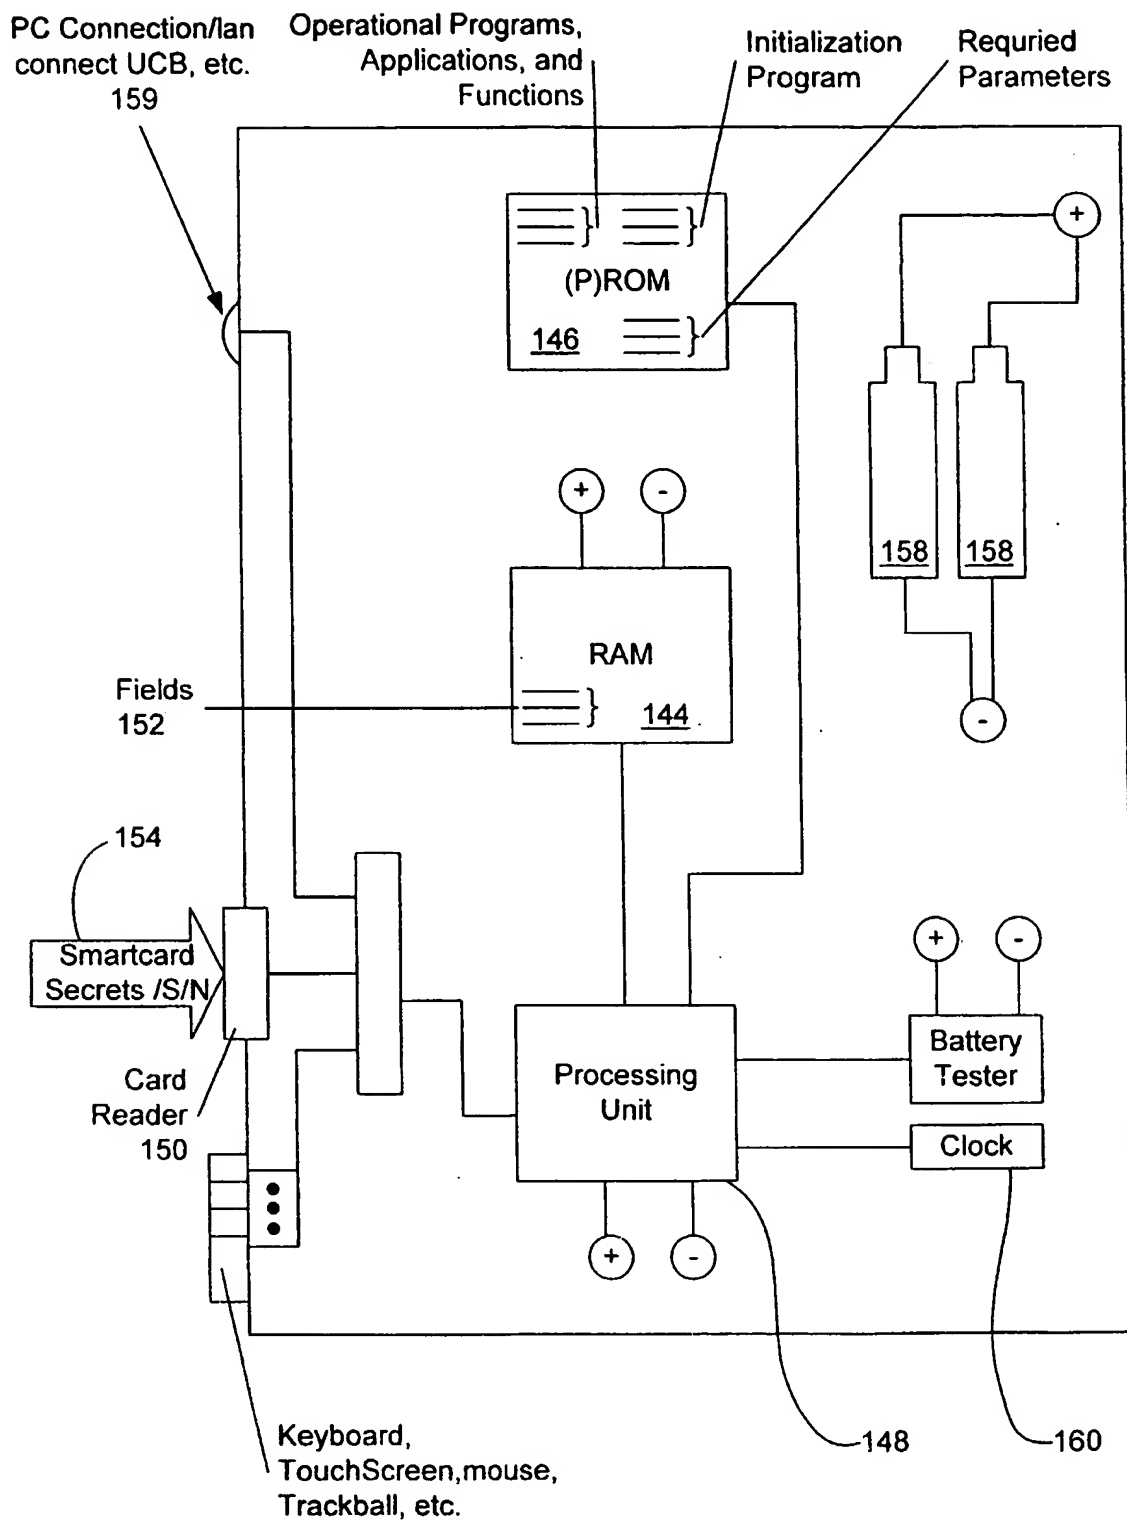 PC Connection/lan
connect UCB, etc.
159
Operational Programs,
Applications, and
Functions
Initialization
Program
Requried
Parameters
(P)ROM
146
+
+
-
158
158
RAM
144
Fields
152
-
154
Smartcard
Secrets /S/N
+
-
Battery
Tester
Processing
Unit
Card
Reader
150
Clock
+
-
148
160
Keyboard,
TouchScreen,mouse,
Trackball, etc.